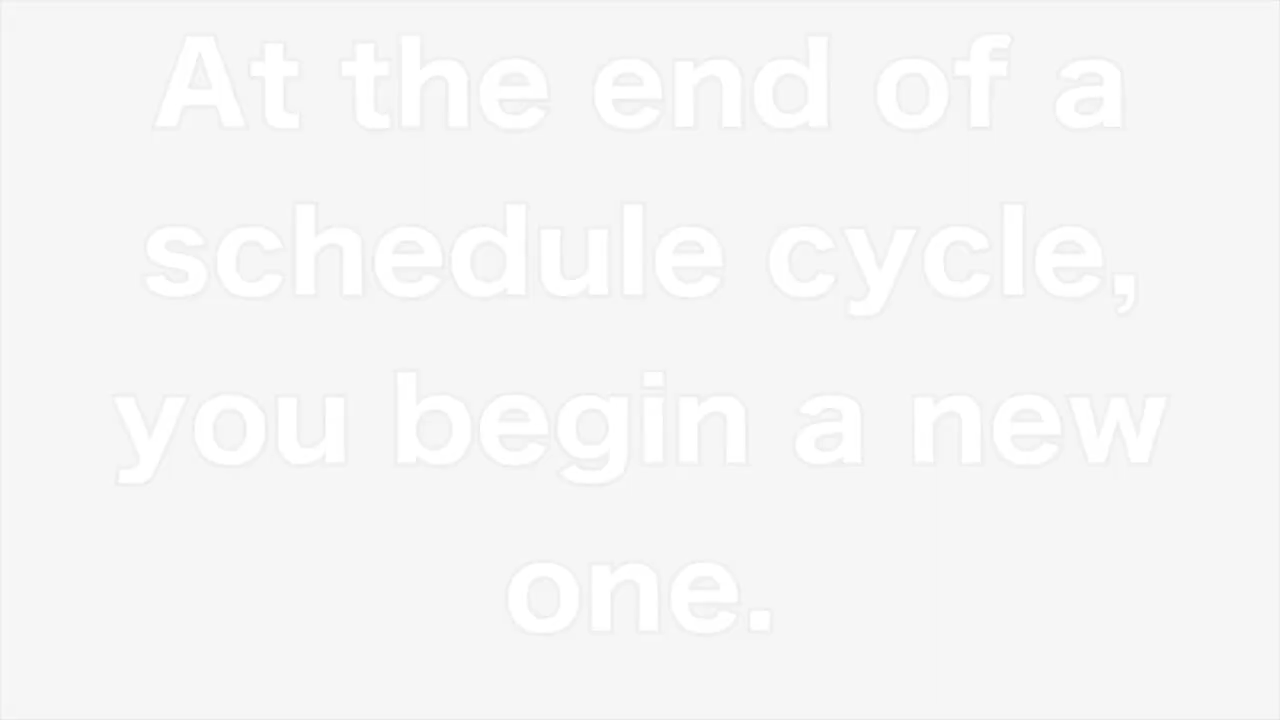 At the end of a
schedule cycle,
you begin a new
one.